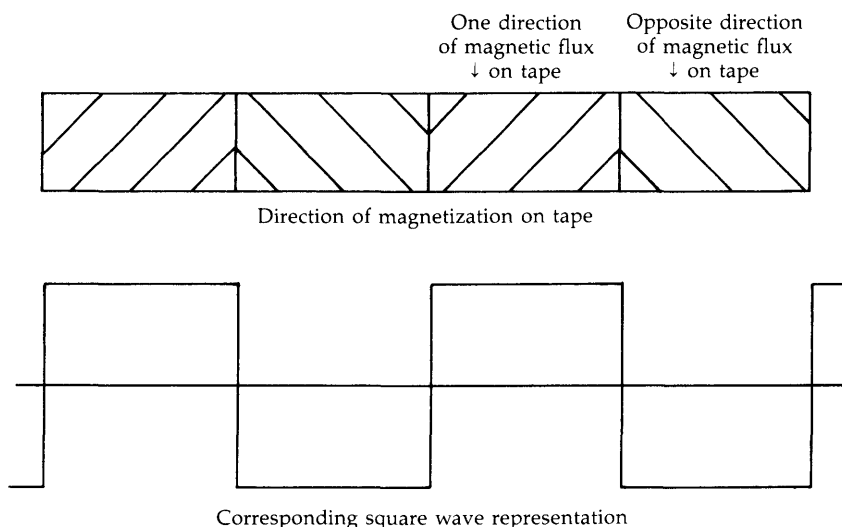 One direction
of magnetic flux
↓ on tape
Opposite direction
of magnetic flux
↓ on tape
Direction of magnetization on tape
Corresponding square wave representation